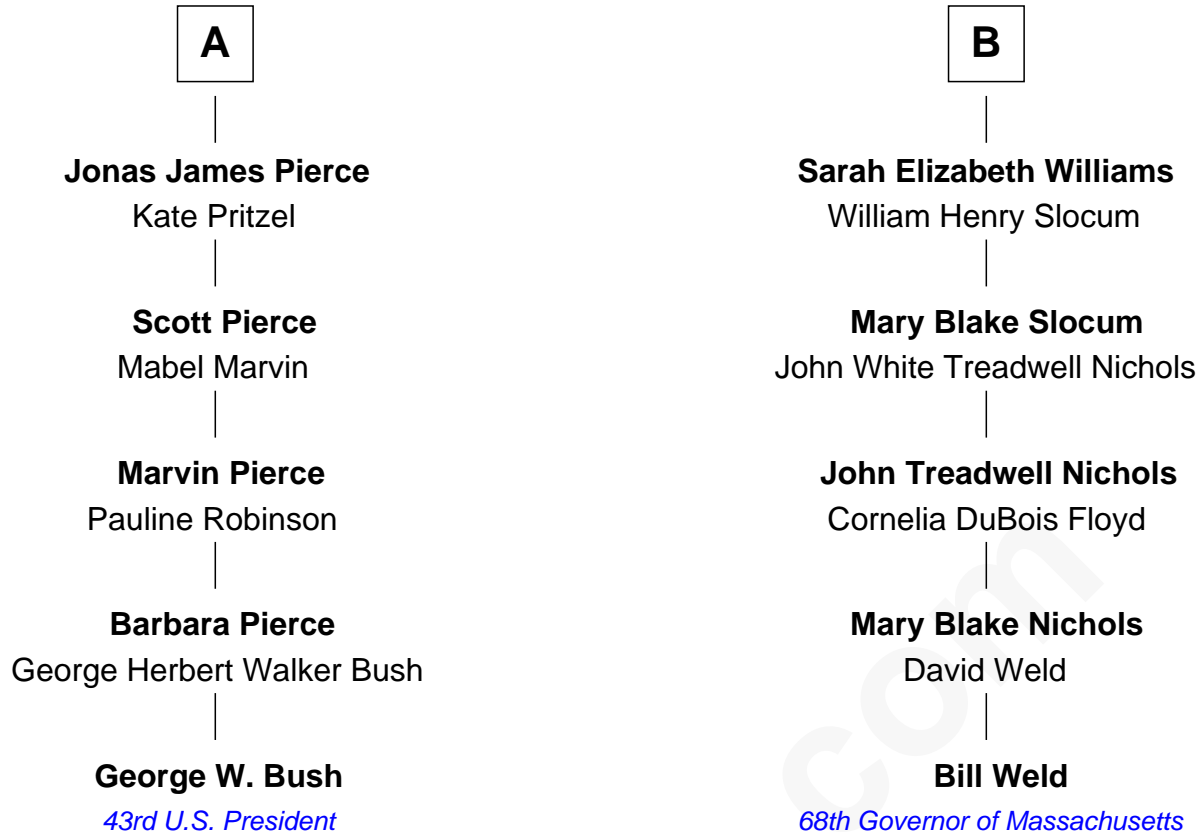 A
Jonas James Pierce
Kate Pritzel
Scott Pierce
Mabel Marvin
Marvin Pierce
Pauline Robinson
Barbara Pierce
George Herbert Walker Bush
George W. Bush
43rd U.S. President
B
Sarah Elizabeth Williams
William Henry Slocum
Mary Blake Slocum
John White Treadwell Nichols
John Treadwell Nichols
Cornelia DuBois Floyd
Mary Blake Nichols
David Weld
Bill Weld
68th Governor of Massachusetts
com